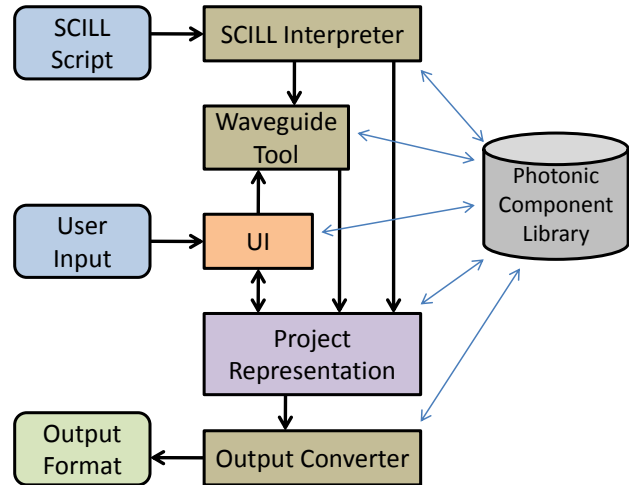 SCILL
Script
SCILL Interpreter
Waveguide
Tool
Photonic
Component
Library
User
Input
UI
Project
Representation
Output
Format
Output Converter